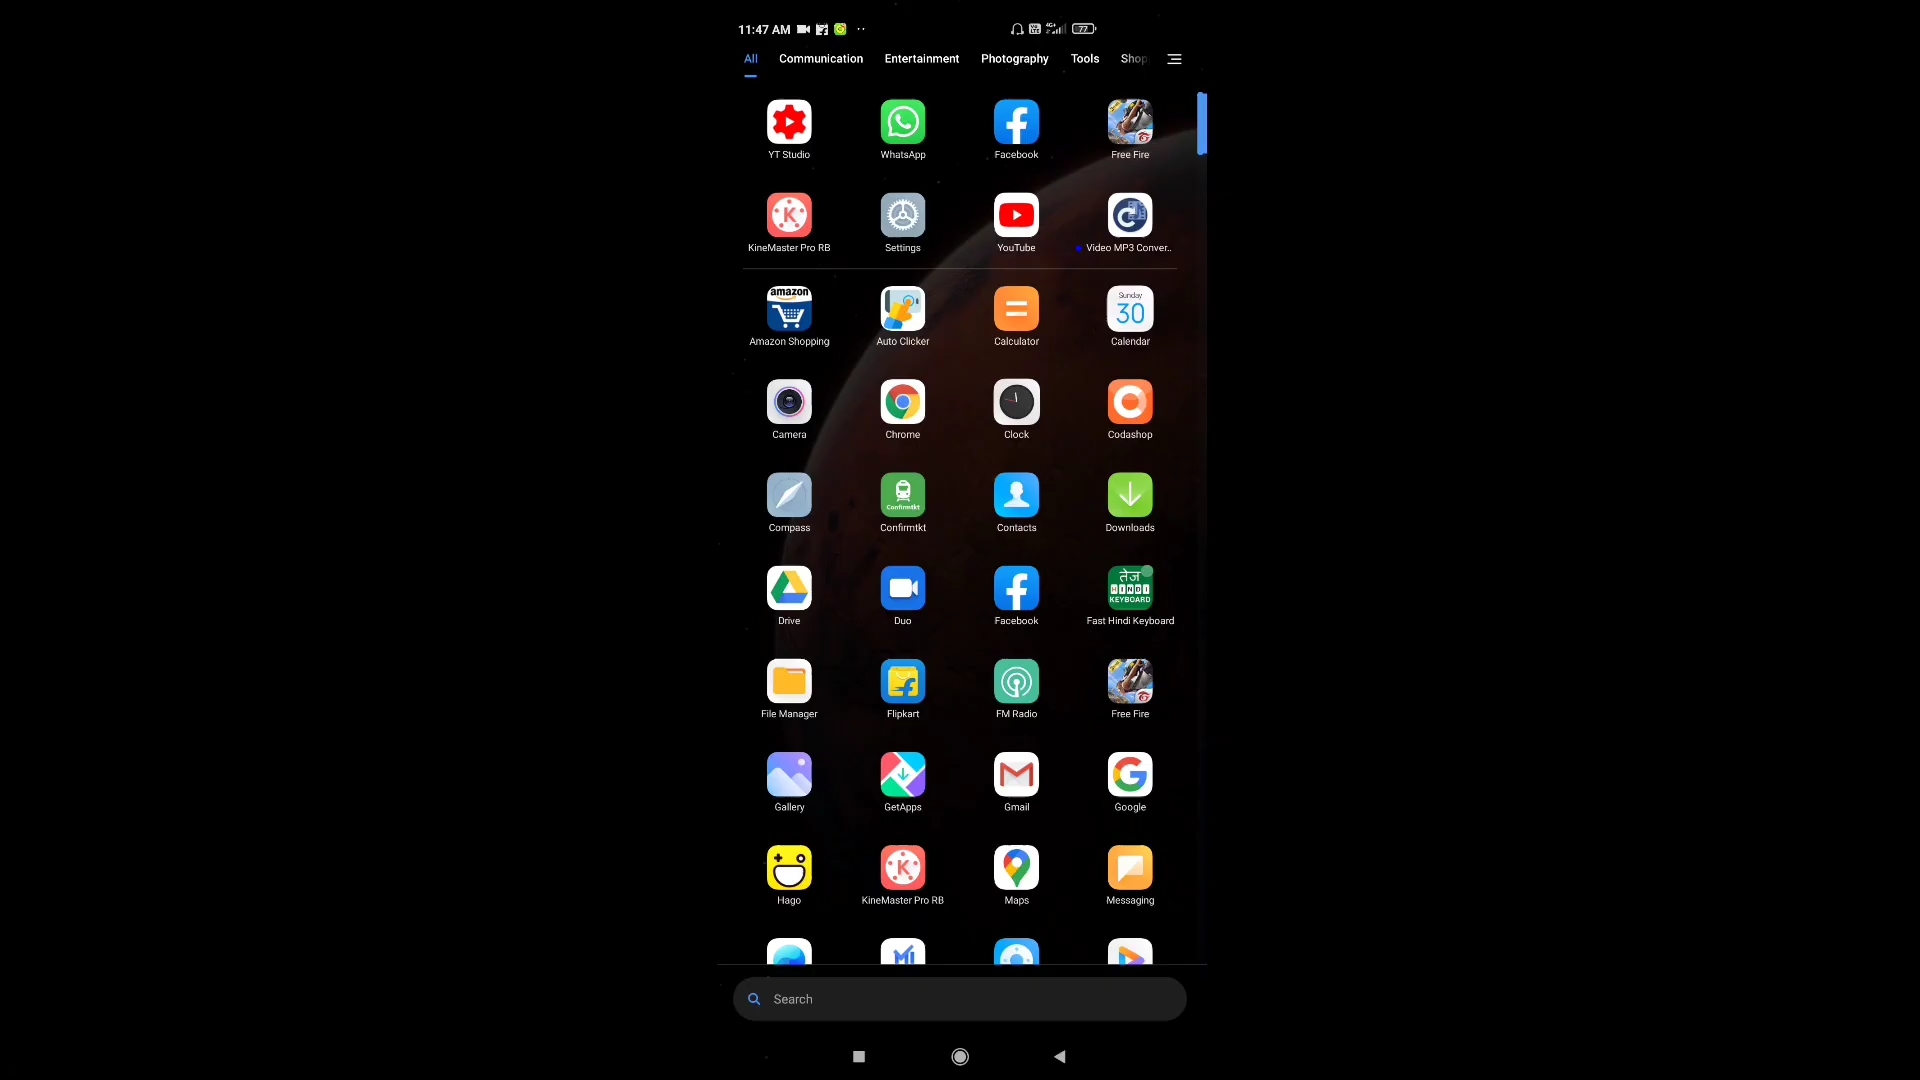 11:47 AM 77
All Communication Entertainment Photography Tools Shop
YT Studio WhatsApp Facebook Free Fire
KineMaster Pro RB Settings YouTube Video MP3 Conver..
amazon Sunday
30
Amazon Shopping Auto Clicker Calculator Calendar
Camera Chrome Clock Codashop
Confirmtkt
Compass Confirmtkt Contacts Downloads
तेज
HINDI
KEYBOARD
Drive Duo Facebook Fast Hindi Keyboard
File Manager Flipkart FM Radio Free Fire
Gallery GetApps Gmail Google
Hago KineMaster Pro RB Maps Messaging
Search